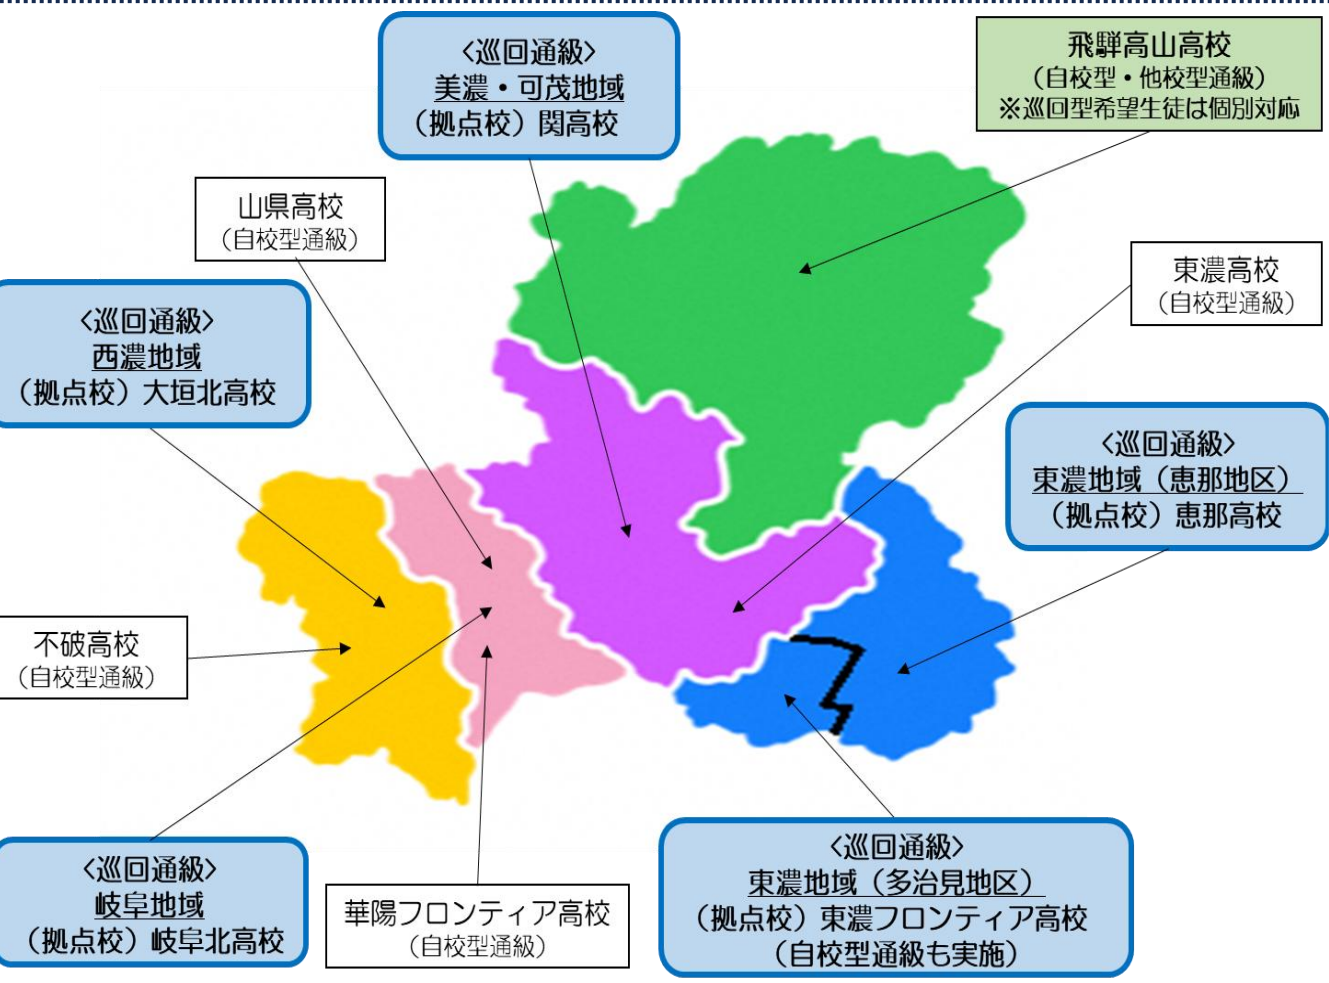 〈巡回通級〉
美濃・可茂地域
（拠点校）関高校
飛騨高山高校
（自校型・他校型通級）
※巡回型希望生徒は個別対応
山県高校
（自校型通級）
東濃高校
（自校型通級）
〈巡回通級〉
西濃地域
（拠点校）大垣北高校
〈巡回通級〉
東濃地域（恵那地区）
（拠点校）恵那高校
不破高校
（自校型通級）
〈巡回通級〉
岐阜地域
（拠点校）岐阜北高校
華陽フロンティア高校
（自校型通級）
〈巡回通級〉
東濃地域（多治見地区）
（拠点校）東濃フロンティア高校
（自校型通級も実施）